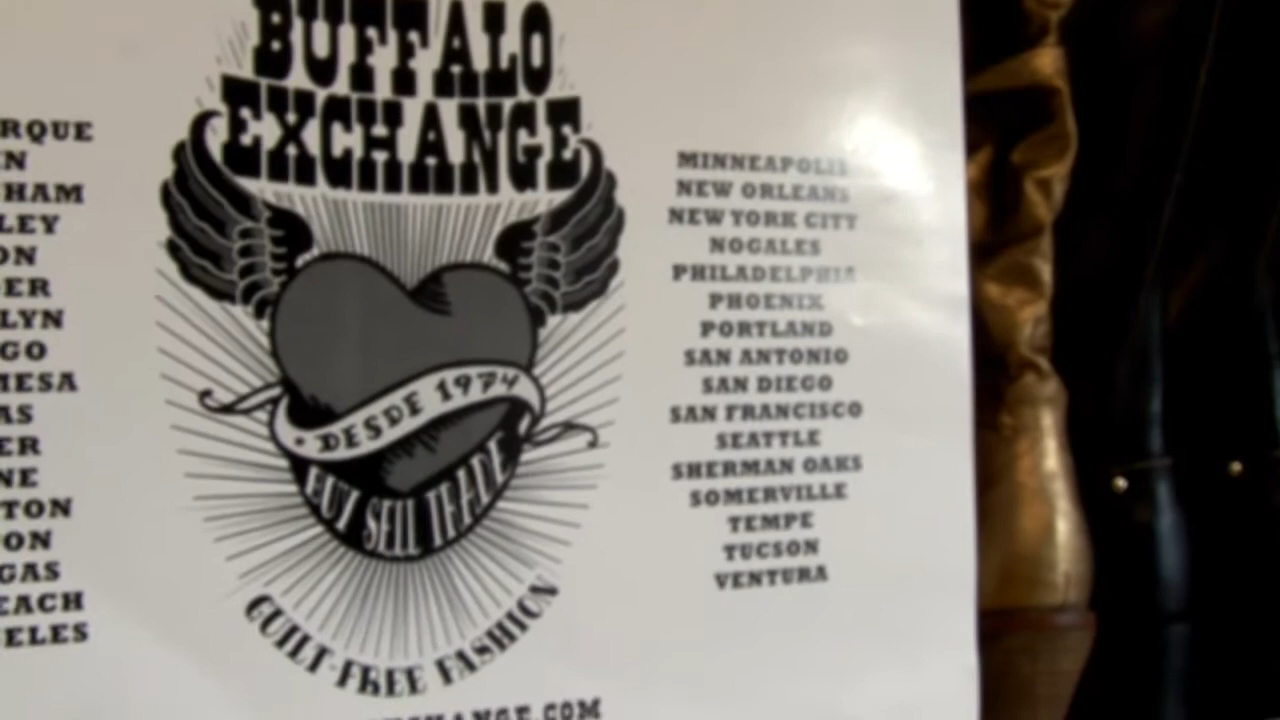 BUFFALO
EXCHANGE
RQUE
IN
HAM
LEY
ON
ER
LYN
GO
MESA
AS
ER
NE
TON
ON
GAS
EACH
ELES
DESDE 1974
BUY SELL TRADE
GUILT-FREE FASHION
CHANGE.COM
MINNEAPOLIS
NEW ORLEANS
NEW YORK CITY
NOGALES
PHILADELPHIA
PHOENIX
PORTLAND
SAN ANTONIO
SAN DIEGO
SAN FRANCISCO
SEATTLE
SHERMAN OAKS
SOMERVILLE
TEMPE
TUCSON
VENTURA